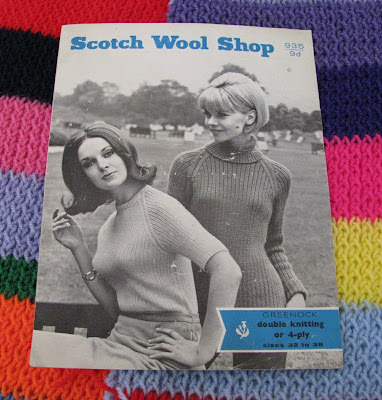 Scotch Wool Shop
935
9d
GREENOCK
double knitting
or 4-ply
sizes 32 to 38